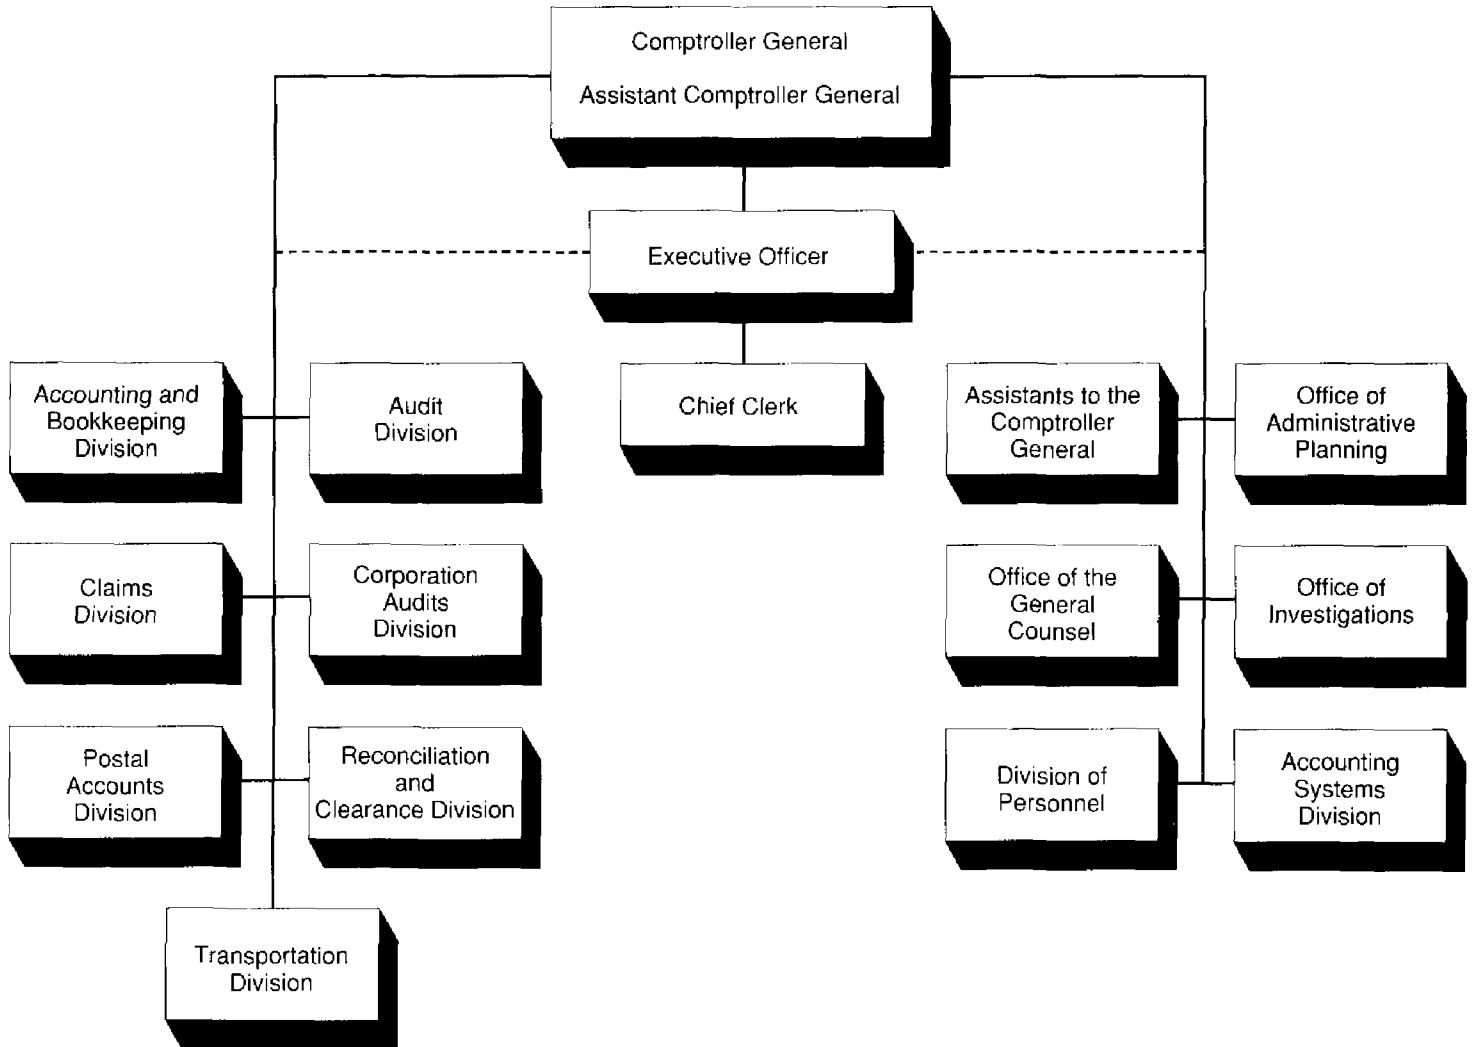 Comptroller General
Assistant Comptroller General
Executive Officer
Accounting and
Bookkeeping
Division
Audit
Division
Chief Clerk
Assistants to the
Comptroller
General
Office of
Administrative
Planning
Claims
Division
Corporation
Audits
Division
Office of the
General
Counsel
Office of
Investigations
Postal
Accounts
Division
Reconciliation
and
Clearance Division
Division of
Personnel
Accounting
Systems
Division
Transportation
Division